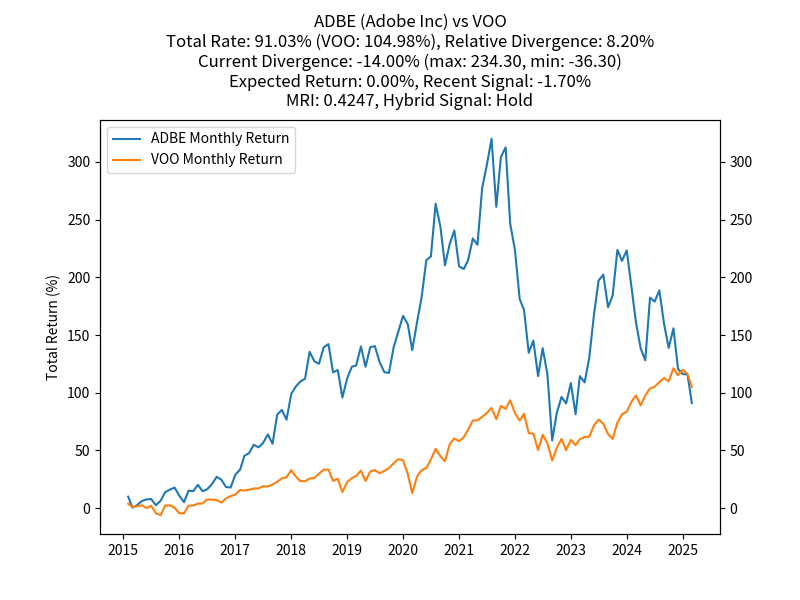 ADBE (Adobe Inc) vs VOO
Total Rate: 91.03% (VOO: 104.98%), Relative Divergence: 8.20%
Current Divergence: -14.00% (max: 234.30, min: -36.30)
Expected Return: 0.00%, Recent Signal: -1.70%
MRI: 0.4247, Hybrid Signal: Hold
ADBE Monthly Return
VOO Monthly Return
Total Return (%)
300
250
200
150
100
50
0
300
250
200
150
100
50
0
2015 2016 2017 2018 2019 2020 2021 2022 2023 2024 2025